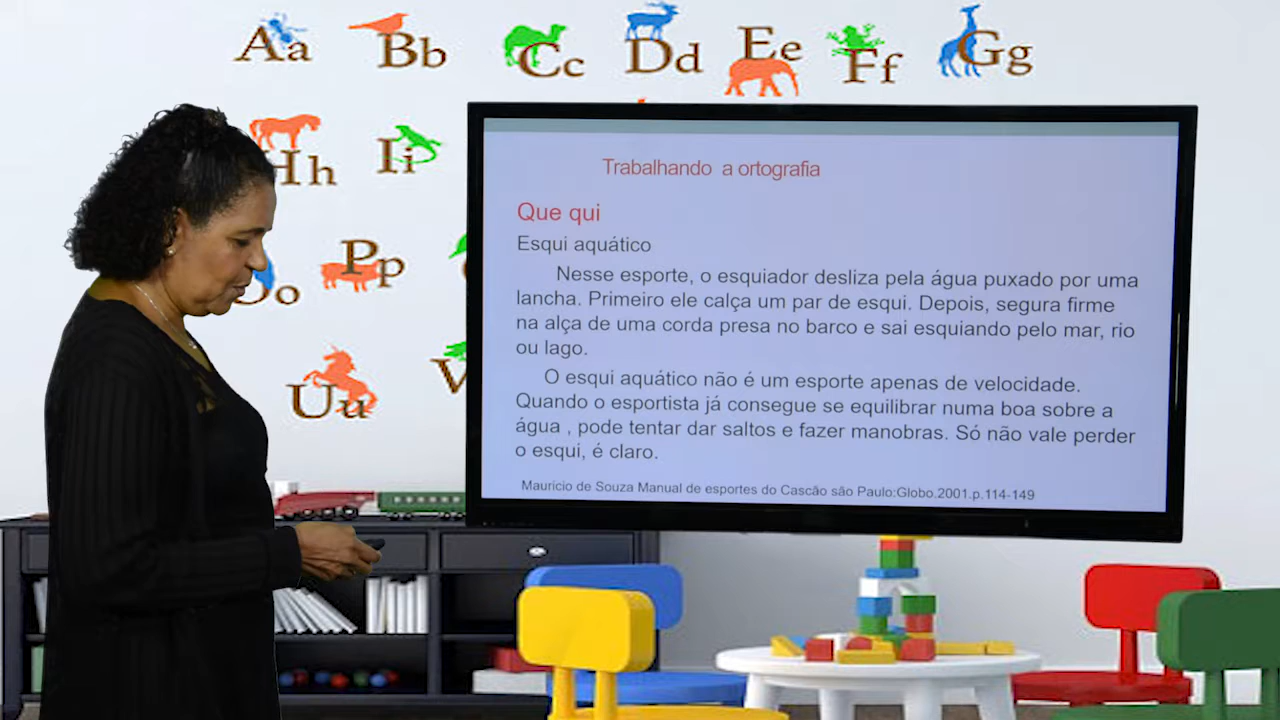 Aa Bb Cc Dd Ee Ff Gg
Hh Ii
Oo Pp
Uu V
Trabalhando a ortografia
Que qui
Esqui aquático
Nesse esporte, o esquiador desliza pela água puxado por uma
lancha. Primeiro ele calça um par de esqui. Depois, segura firme
na alça de uma corda presa no barco e sai esquiando pelo mar, rio
ou lago.
O esqui aquático não é um esporte apenas de velocidade.
Quando o esportista já consegue se equilibrar numa boa sobre a
água , pode tentar dar saltos e fazer manobras. Só não vale perder
o esqui, é claro.
Mauricio de Souza Manual de esportes do Cascão são Paulo:Globo.2001.p.114-149